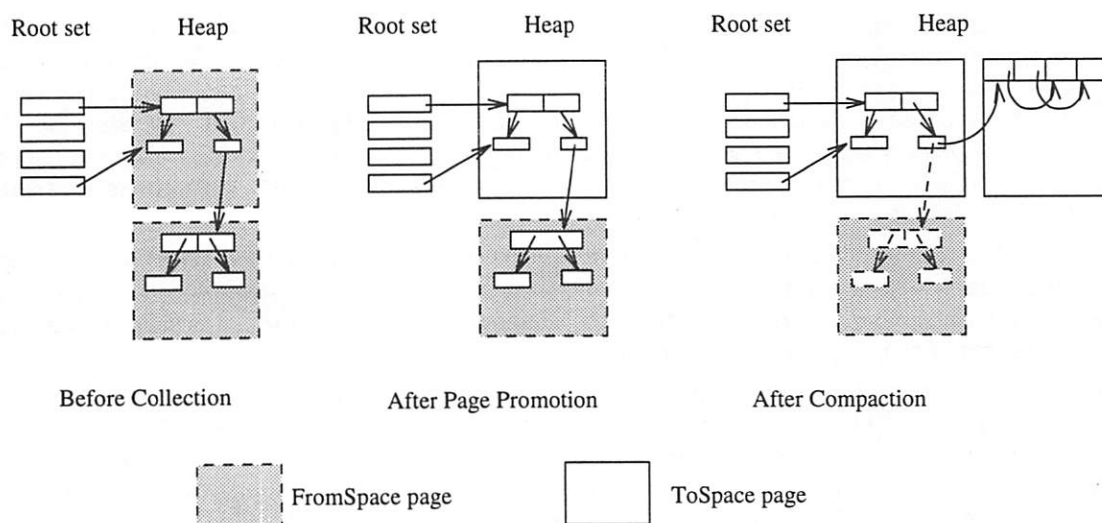 Root set Heap Root set Heap Root set Heap
Before Collection After Page Promotion After Compaction
FromSpace page ToSpace page